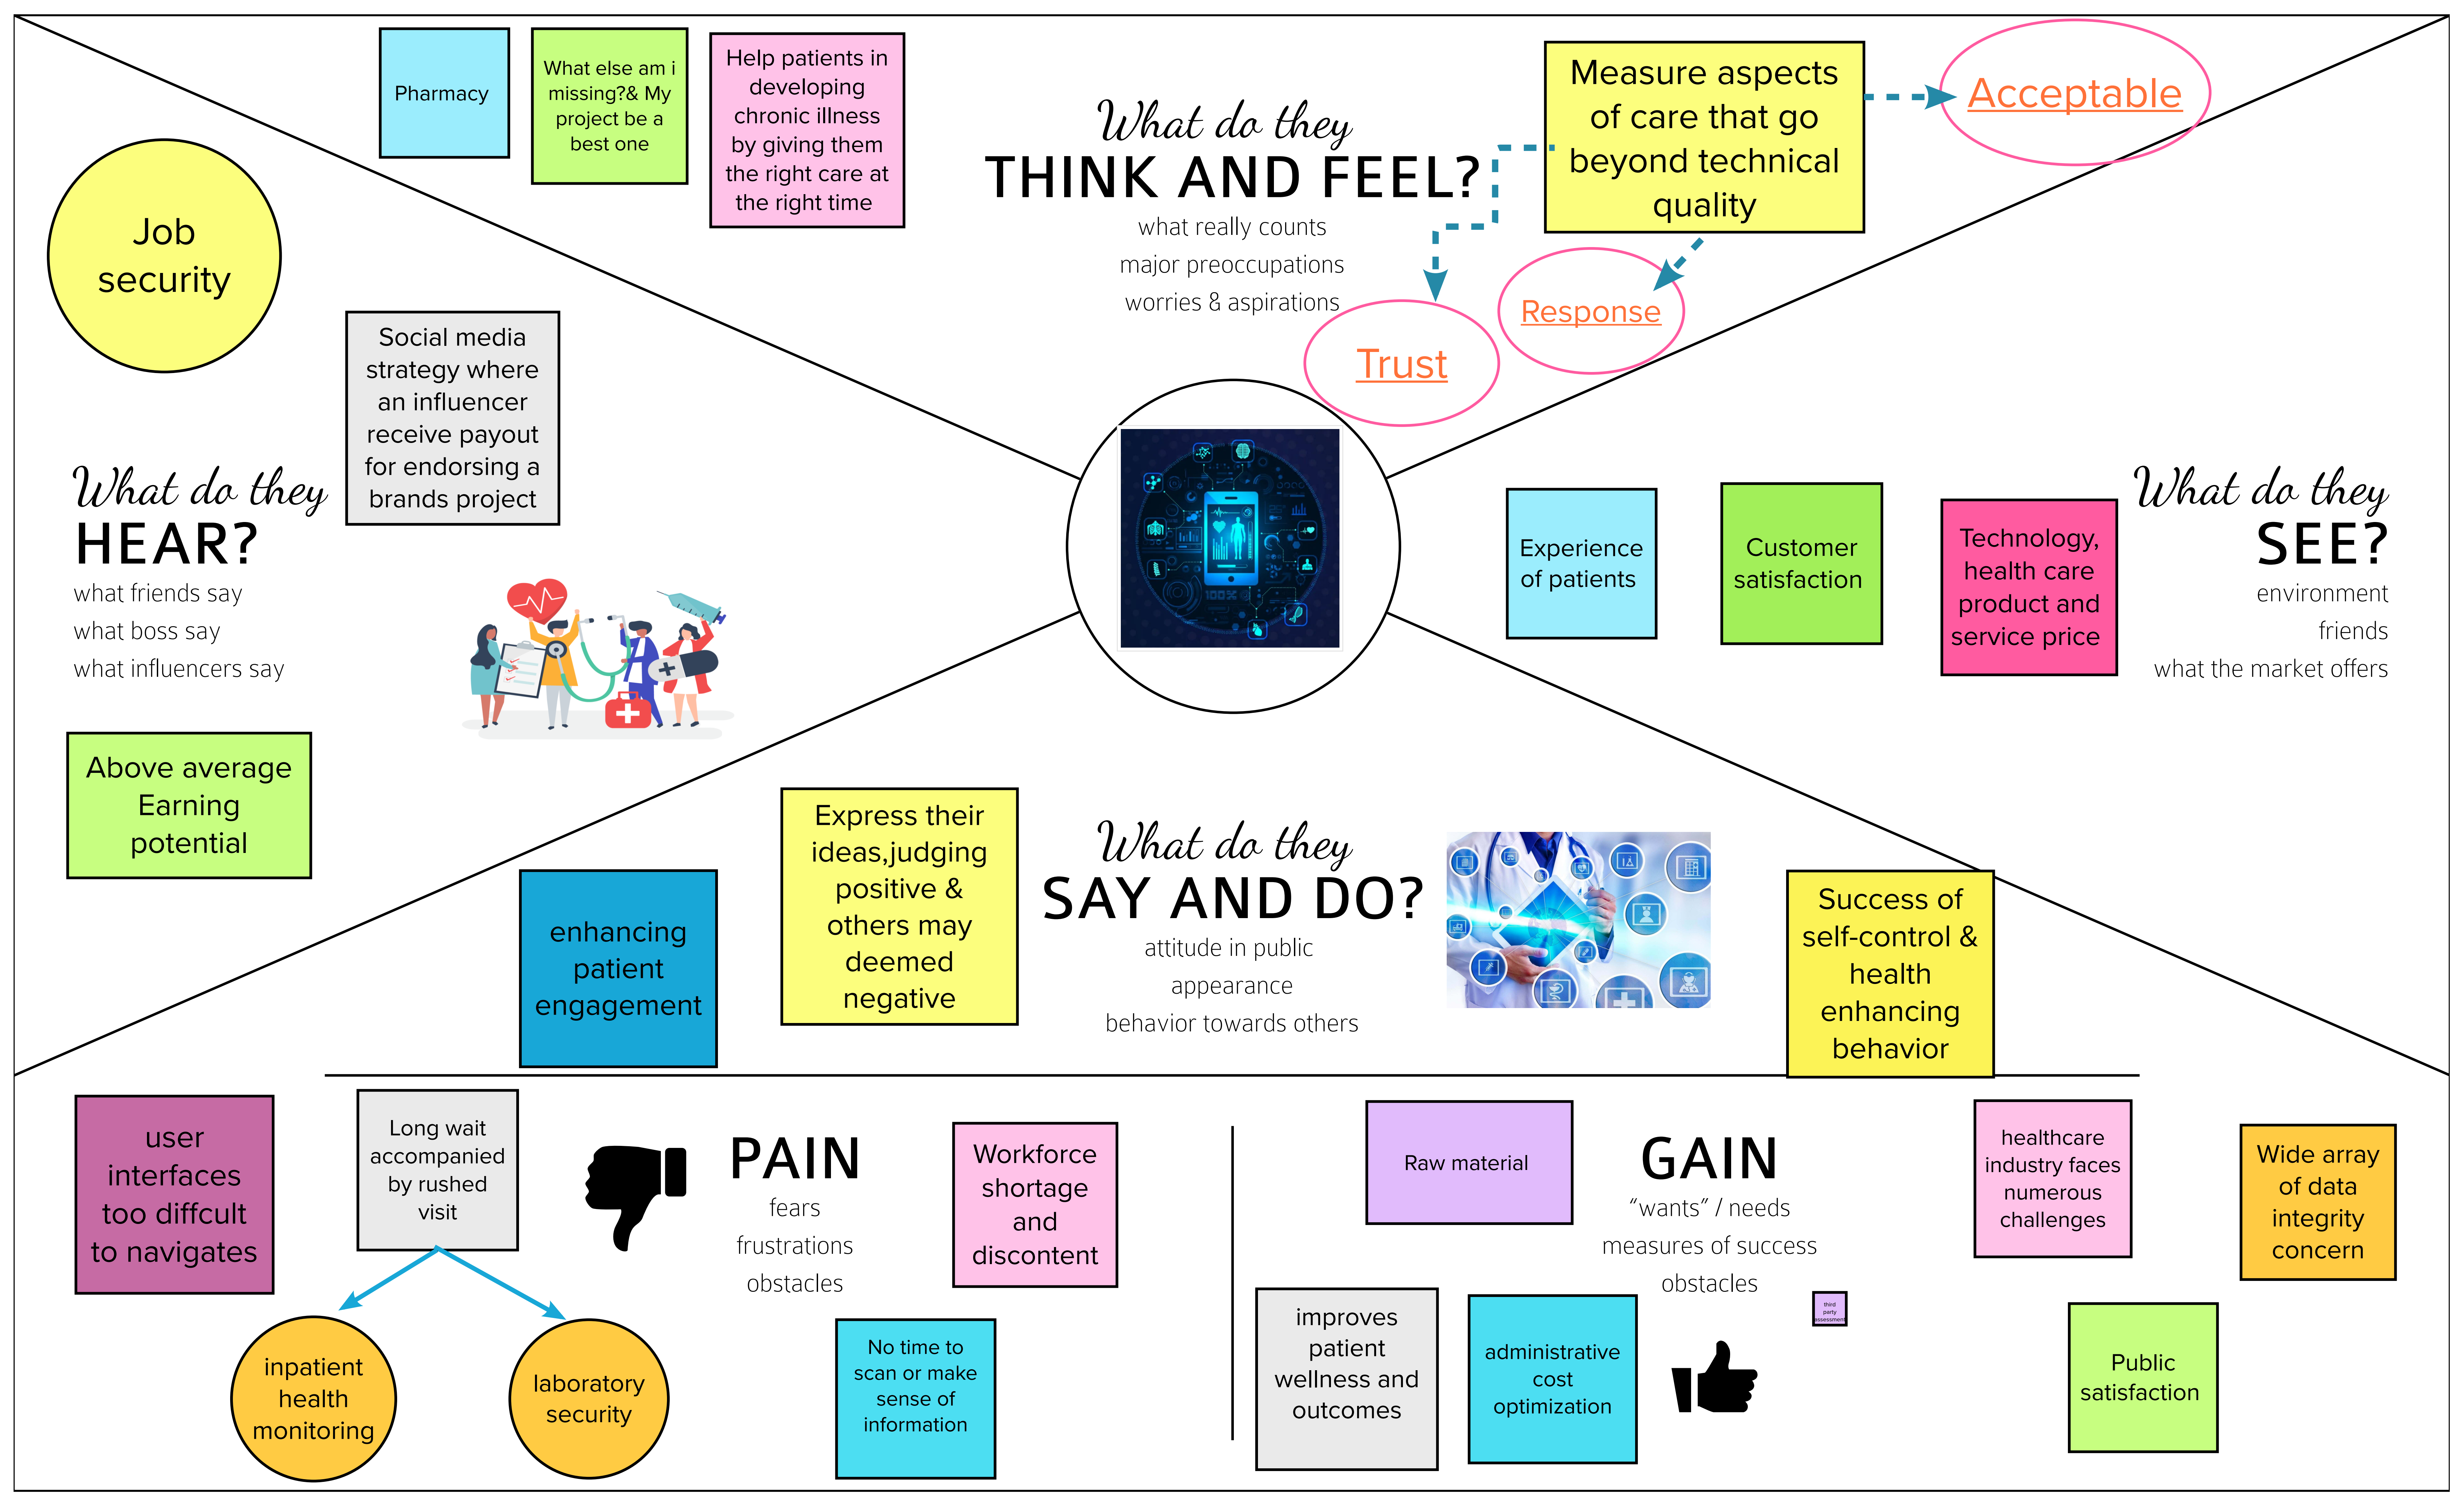 Pharmacy
What else am i
missing?& My
project be a
best one
Help patients in
developing
chronic illness
by giving them
the right care at
the right time
What do they
THINK AND FEEL?
what really counts
major preoccupations
worries & aspirations
Measure aspects
of care that go
beyond technical
quality
Acceptable
Response
Trust
Job
security
Social media
strategy where
an influencer
receive payout
for endorsing a
brands project
What do they
HEAR?
what friends say
what boss say
what influencers say
Above average
Earning
potential
Experience
of patients
Customer
satisfaction
Technology,
health care
product and
service price
What do they
SEE?
environment
friends
what the market offers
enhancing
patient
engagement
Express their
ideas,judging
positive &
others may
deemed
negative
What do they
SAY AND DO?
attitude in public
appearance
behavior towards others
Success of
self-control &
health
enhancing
behavior
user
interfaces
too diffcult
to navigates
Long wait
accompanied
by rushed
visit
inpatient
health
monitoring
laboratory
security
PAIN
fears
frustrations
obstacles
Workforce
shortage
and
discontent
No time to
scan or make
sense of
information
Raw material
GAIN
“wants” / needs
measures of success
obstacles
improves
patient
wellness and
outcomes
administrative
cost
optimization
third
party
assessment
healthcare
industry faces
numerous
challenges
Wide array
of data
integrity
concern
Public
satisfaction